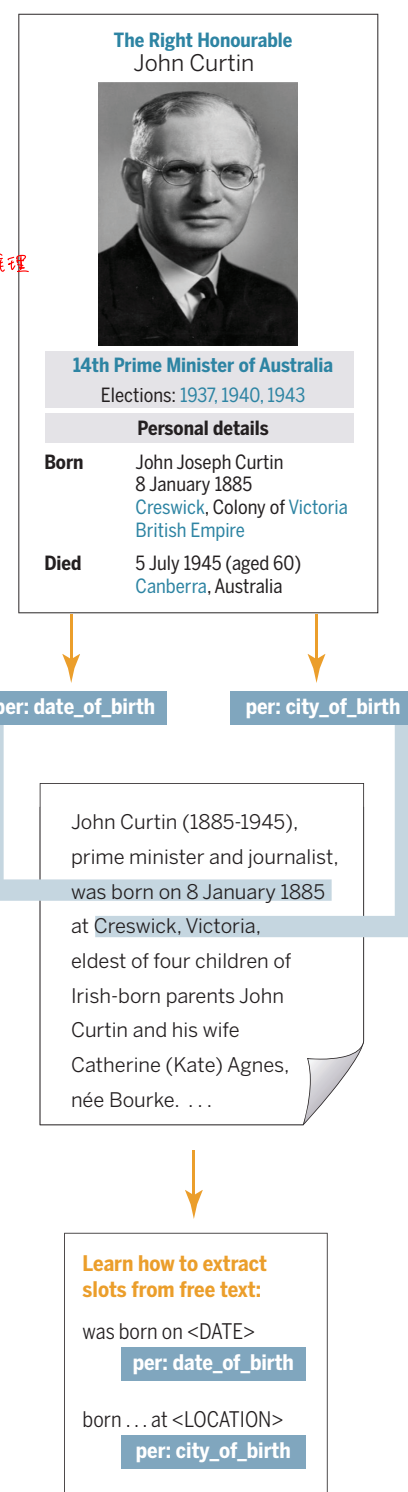 The Right Honourable
John Curtin
理
14th Prime Minister of Australia
Elections: 1937, 1940, 1943
Personal details
Born John Joseph Curtin
8 January 1885
Creswick, Colony of Victoria
British Empire
Died 5 July 1945 (aged 60)
Canberra, Australia
per: date_of_birth per: city_of_birth
John Curtin (1885-1945),
prime minister and journalist,
was born on 8 January 1885
at Creswick, Victoria,
eldest of four children of
Irish-born parents John
Curtin and his wife
Catherine (Kate) Agnes,
née Bourke. ...
Learn how to extract
slots from free text:
was born on <DATE>
per: date_of_birth
born ... at <LOCATION>
per: city_of_birth